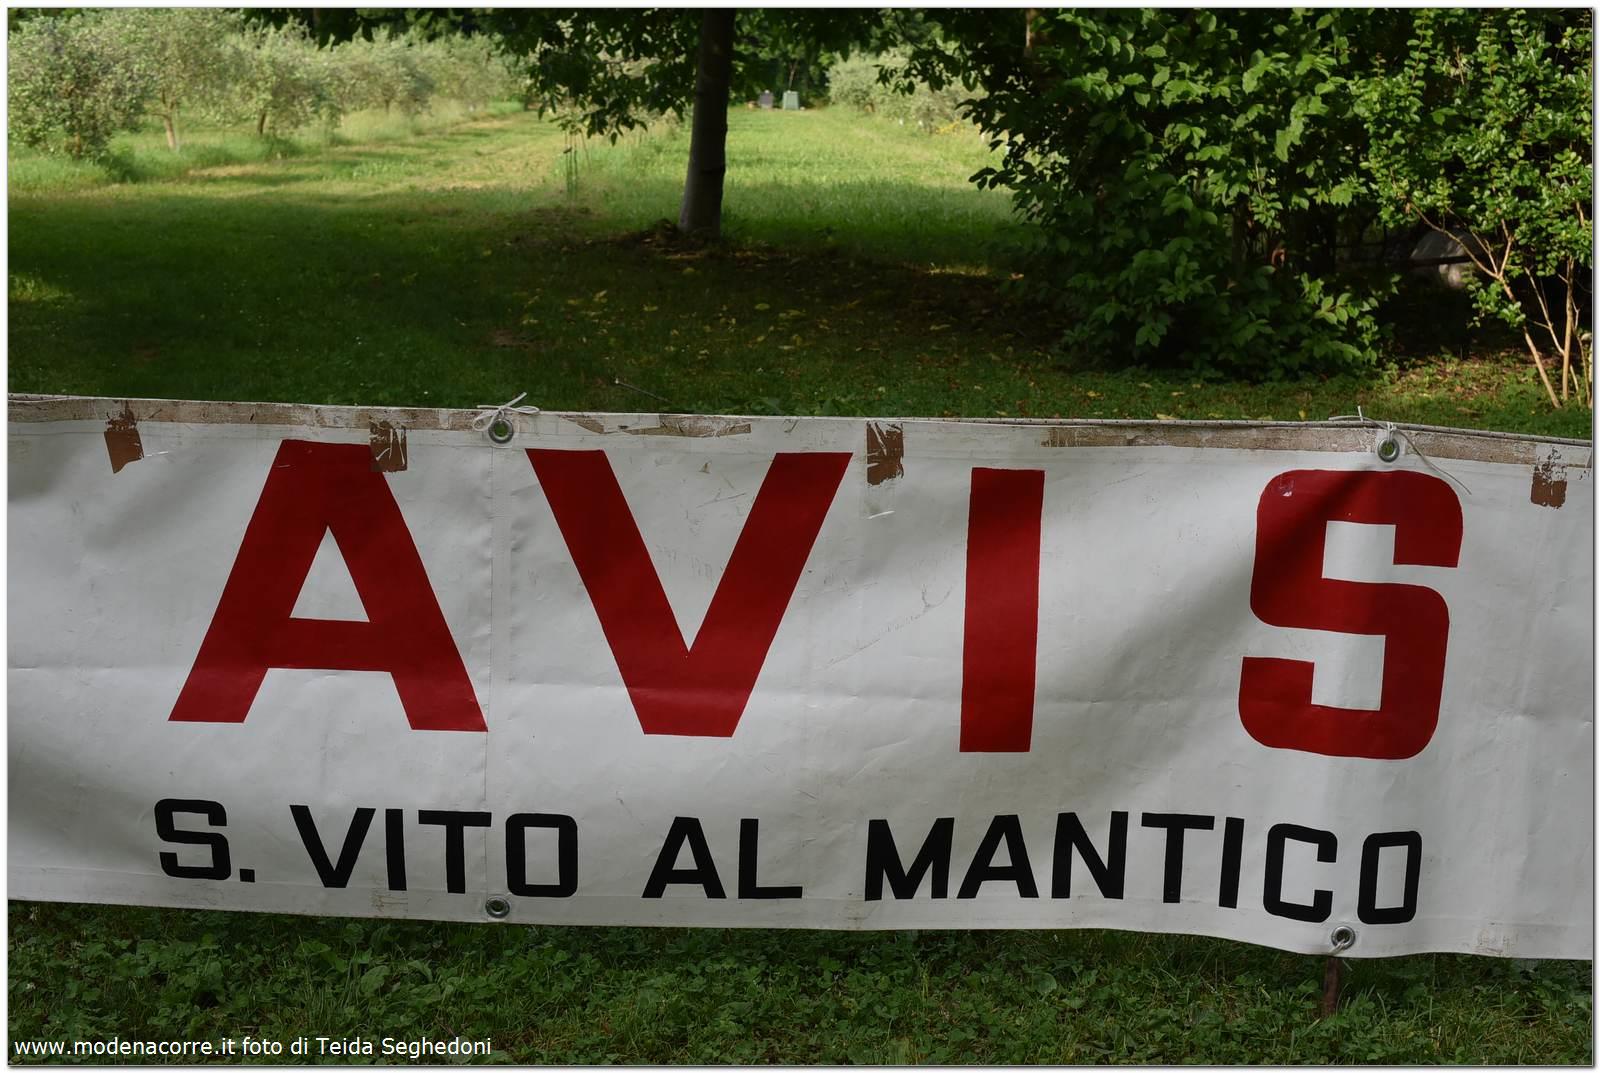 AVIS
S. VITO AL MANTICO
www.modenacorre.it foto di Teida Seghedoni